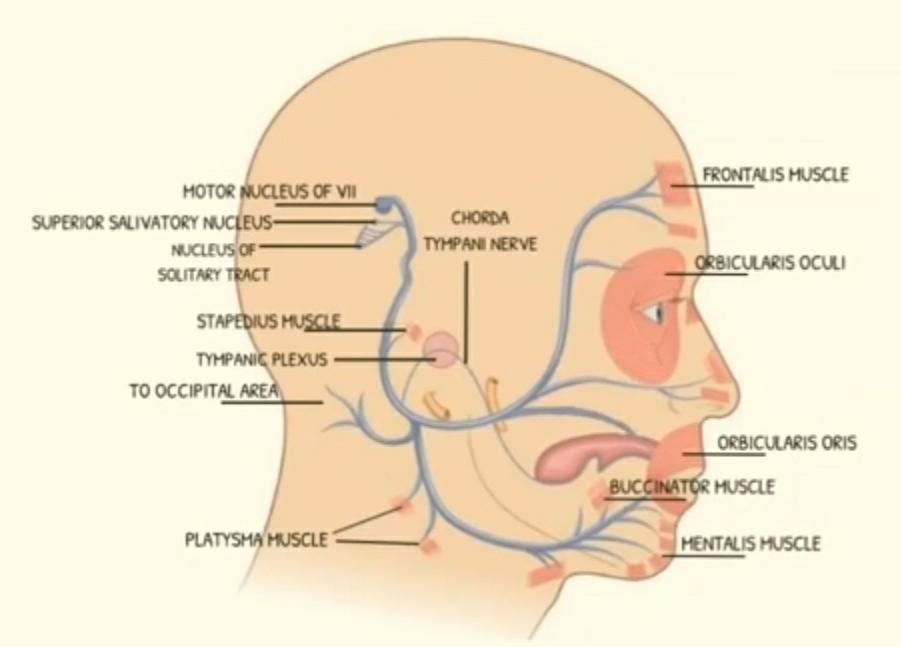 MOTOR NUCLEUS OF VII
SUPERIOR SALIVATORY NUCLEUS
NUCLEUS OF
SOLITARY TRACT
STAPEDIUS MUSCLE
TYMPANIC PLEXUS
TO OCCIPITAL AREA
PLATYSMA MUSCLE
CHORDA
TYMPANI NERVE
FRONTALIS MUSCLE
ORBICULARIS OCULI
ORBICULARIS ORIS
BUCCINATOR MUSCLE
MENTALIS MUSCLE